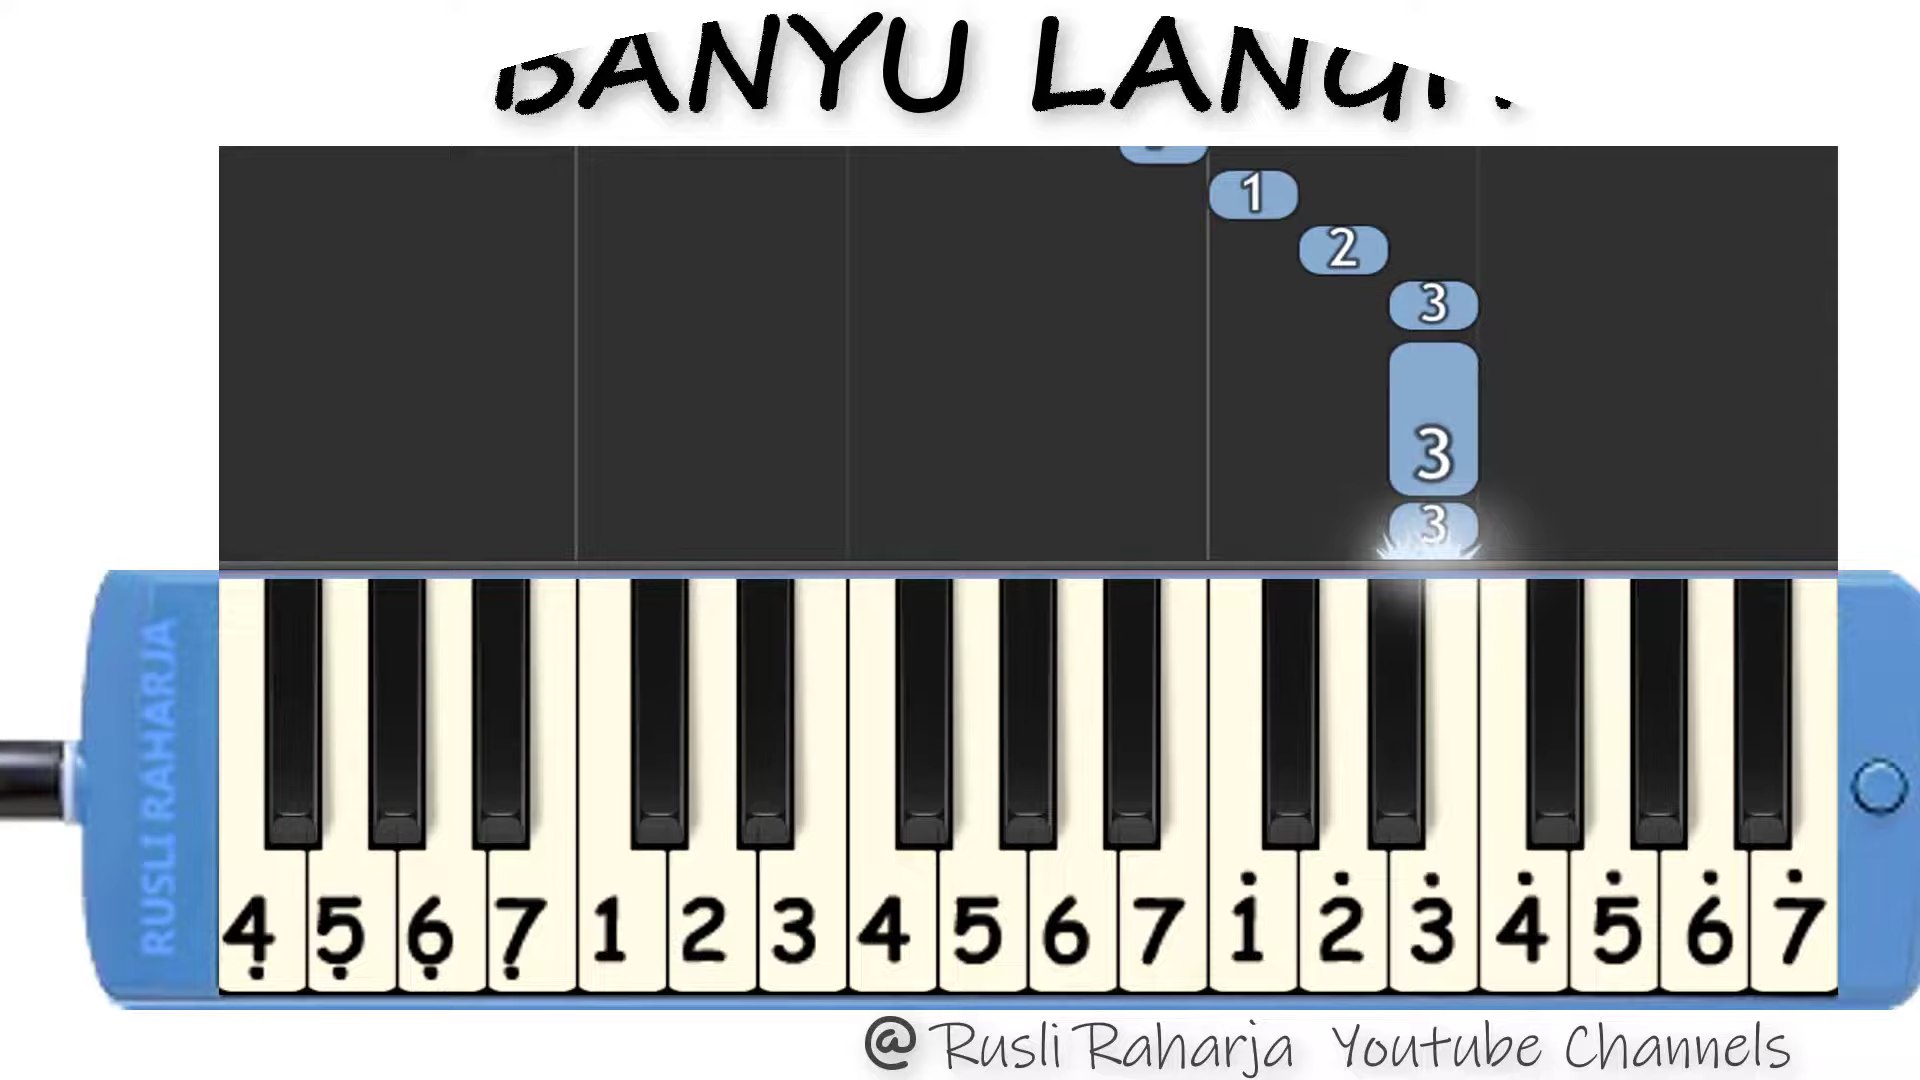 BANYU LANGI
1
2
3
3
3
RUSLI RAHARJA
4̣ 5̣ 6̣ 7̣ 1 2 3 4 5 6 7 1̇ 2̇ 3̇ 4̇ 5̇ 6̇ 7̇
@ Rusli Raharja Youtube Channels